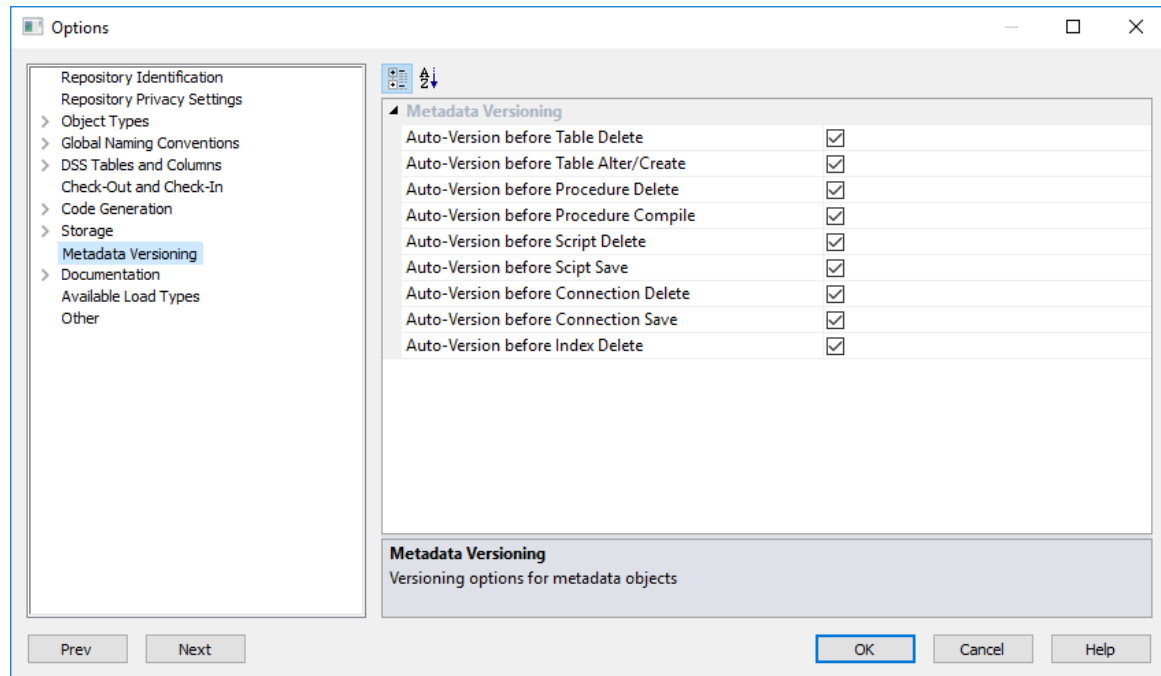 Options
Repository Identification
Repository Privacy Settings
Object Types
Global Naming Conventions
DSS Tables and Columns
Check-Out and Check-In
Code Generation
Storage
Metadata Versioning
Documentation
Available Load Types
Other
Metadata Versioning
Auto-Version before Table Delete
Auto-Version before Table Alter/Create
Auto-Version before Procedure Delete
Auto-Version before Procedure Compile
Auto-Version before Script Delete
Auto-Version before Scipt Save
Auto-Version before Connection Delete
Auto-Version before Connection Save
Auto-Version before Index Delete
Metadata Versioning
Versioning options for metadata objects
Prev Next OK Cancel Help